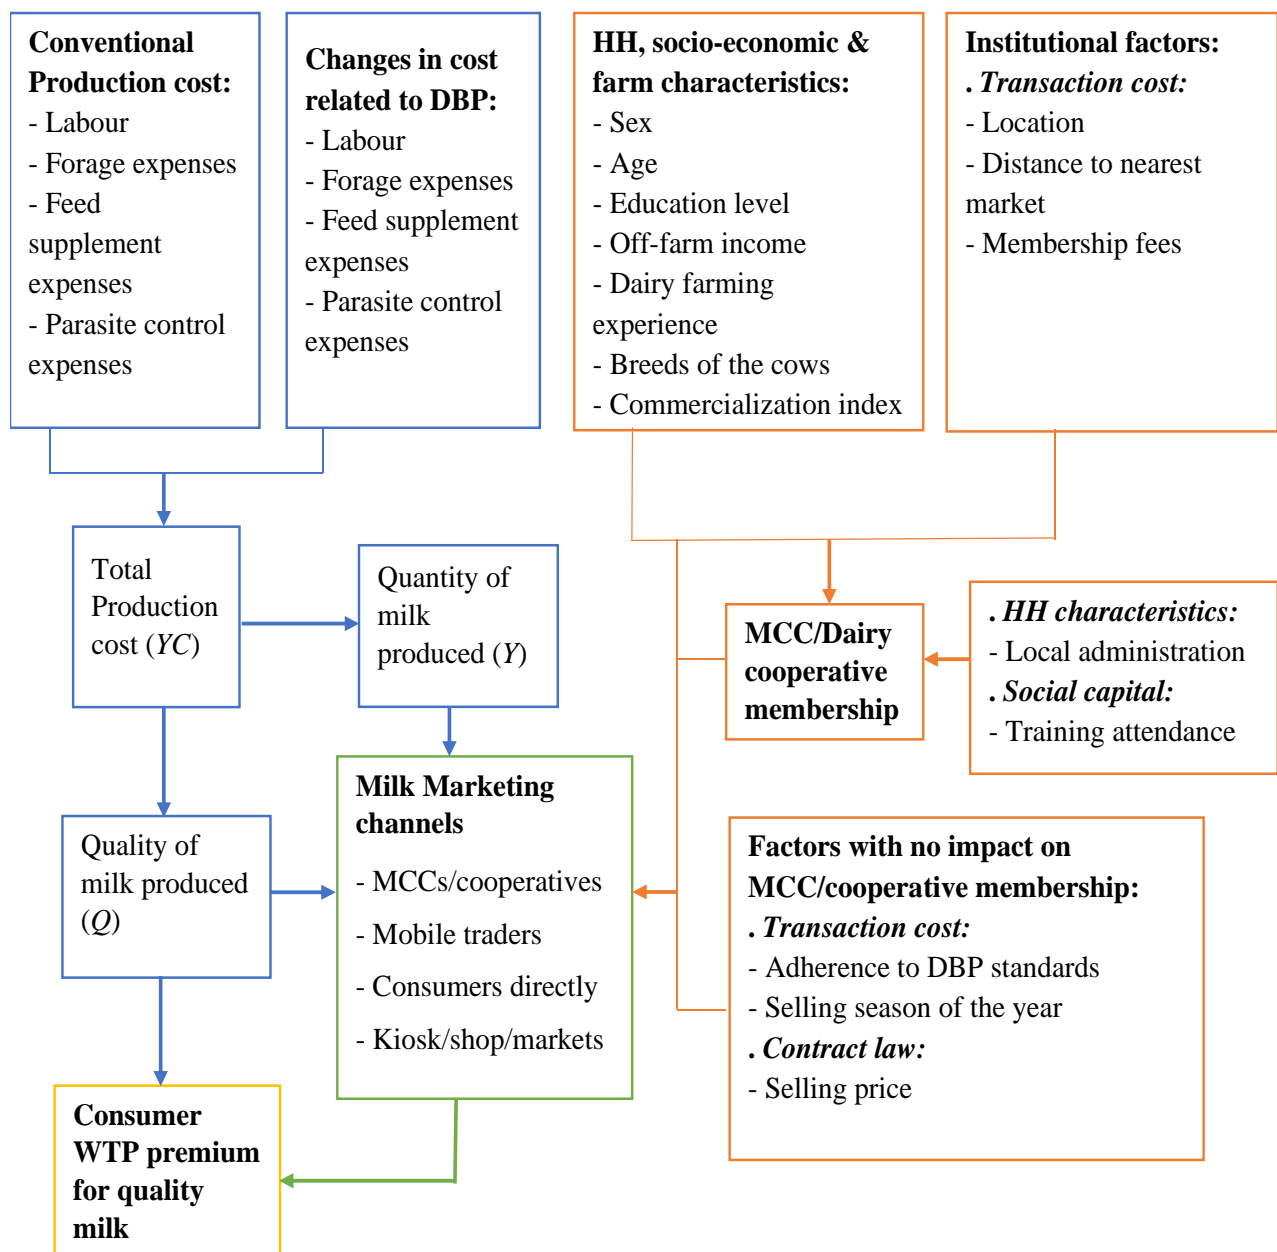 Conventional
Production cost:
- Labour
- Forage expenses
- Feed
supplement
expenses
- Parasite control
expenses
Changes in cost
related to DBP:
- Labour
- Forage expenses
- Feed supplement
expenses
- Parasite control
expenses
HH, socio-economic &
farm characteristics:
- Sex
- Age
- Education level
- Off-farm income
- Dairy farming
experience
- Breeds of the cows
- Commercialization index
Institutional factors:
. Transaction cost:
- Location
- Distance to nearest
market
- Membership fees
Total
Production
cost (YC)
Quantity of
milk
produced (Y)
MCC/Dairy
cooperative
membership
. HH characteristics:
- Local administration
. Social capital:
- Training attendance
Quality of
milk produced
(Q)
Milk Marketing
channels
- MCCs/cooperatives
- Mobile traders
- Consumers directly
- Kiosk/shop/markets
Factors with no impact on
MCC/cooperative membership:
. Transaction cost:
- Adherence to DBP standards
- Selling season of the year
. Contract law:
- Selling price
Consumer
WTP premium
for quality
milk